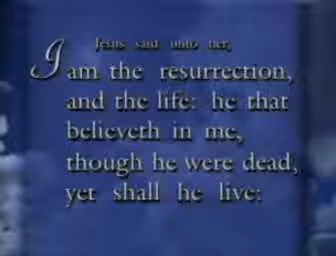 Jesus said unto her,
I am the resurrection,
and the life: he that
believeth in me,
though he were dead,
yet shall he live: